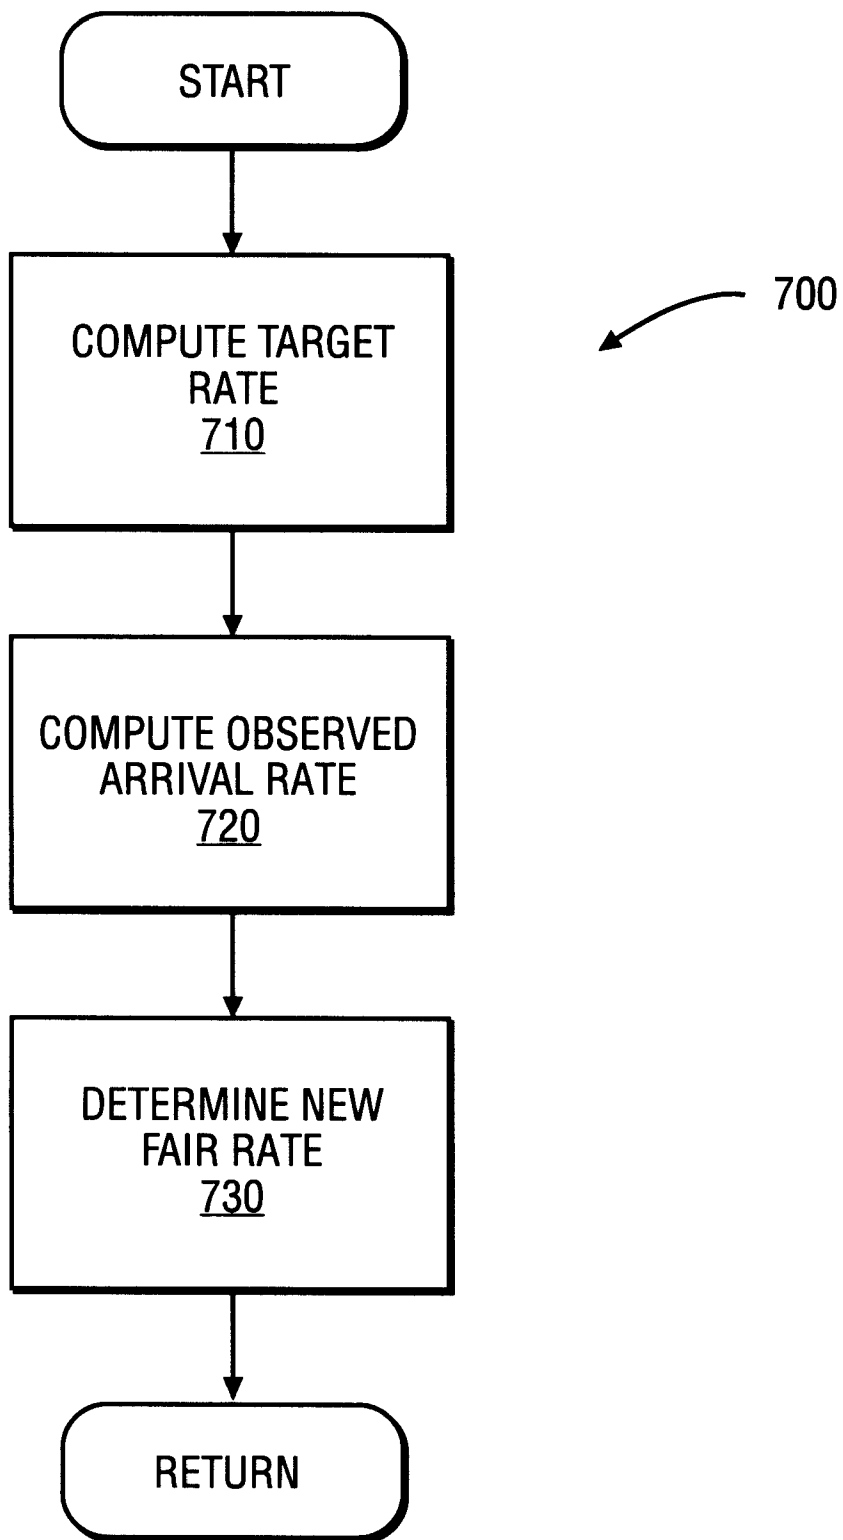 START
700
COMPUTE TARGET
RATE
710
COMPUTE OBSERVED
ARRIVAL RATE
720
DETERMINE NEW
FAIR RATE
730
RETURN